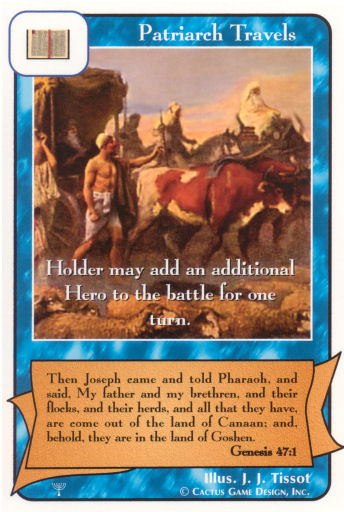 Patriarch Travels
Holder may add an additional
Hero to the battle for one
turn.
Then Joseph came and told Pharaoh, and
said, My father and my brethren, and their
flocks, and their herds, and all that they have,
are come out of the land of Canaan; and,
behold, they are in the land of Goshen.
Genesis 47:1
Illus. J. J. Tissot
© Cactus Game Design, Inc.